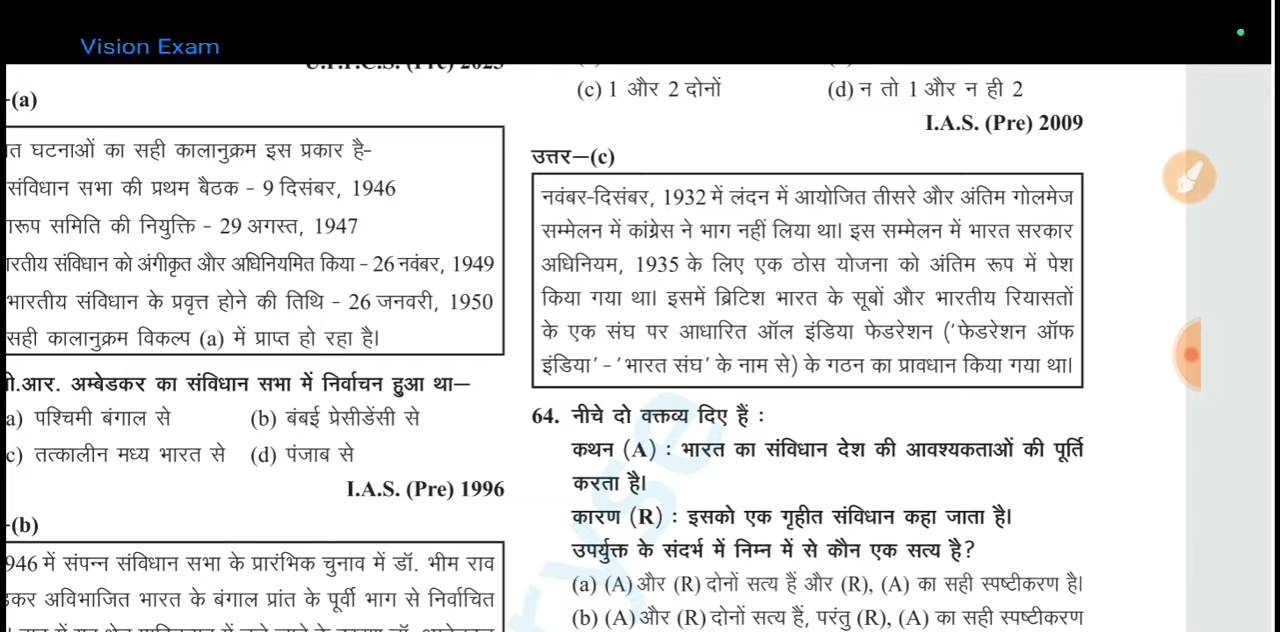 Vision Exam
U.P.P.C.S. (Pre) 2023
-(a)
त घटनाओं का सही कालानुक्रम इस प्रकार है-
संविधान सभा की प्रथम बैठक - 9 दिसंबर, 1946
ारूप समिति की नियुक्ति - 29 अगस्त, 1947
ारतीय संविधान को अंगीकृत और अधिनियमित किया - 26 नवंबर, 1949
भारतीय संविधान के प्रवृत्त होने की तिथि - 26 जनवरी, 1950
सही कालानुक्रम विकल्प (a) में प्राप्त हो रहा है।
ी.आर. अम्बेडकर का संविधान सभा में निर्वाचन हुआ था—
a) पश्चिमी बंगाल से (b) बंबई प्रेसीडेंसी से
c) तत्कालीन मध्य भारत से (d) पंजाब से
I.A.S. (Pre) 1996
-(b)
946 में संपन्न संविधान सभा के प्रारंभिक चुनाव में डॉ. भीम राव
डकर अविभाजित भारत के बंगाल प्रांत के पूर्वी भाग से निर्वाचित
(c) 1 और 2 दोनों (d) न तो 1 और न ही 2
I.A.S. (Pre) 2009
उत्तर—(c)
नवंबर-दिसंबर, 1932 में लंदन में आयोजित तीसरे और अंतिम गोलमेज
सम्मेलन में कांग्रेस ने भाग नहीं लिया था। इस सम्मेलन में भारत सरकार
अधिनियम, 1935 के लिए एक ठोस योजना को अंतिम रूप में पेश
किया गया था। इसमें ब्रिटिश भारत के सूबों और भारतीय रियासतों
के एक संघ पर आधारित ऑल इंडिया फेडरेशन ('फेडरेशन ऑफ
इंडिया' - 'भारत संघ' के नाम से) के गठन का प्रावधान किया गया था।
64. नीचे दो वक्तव्य दिए हैं :
कथन (A) : भारत का संविधान देश की आवश्यकताओं की पूर्ति
करता है।
कारण (R) : इसको एक गृहीत संविधान कहा जाता है।
उपर्युक्त के संदर्भ में निम्न में से कौन एक सत्य है?
(a) (A) और (R) दोनों सत्य हैं और (R), (A) का सही स्पष्टीकरण है।
(b) (A) और (R) दोनों सत्य हैं, परंतु (R), (A) का सही स्पष्टीकरण